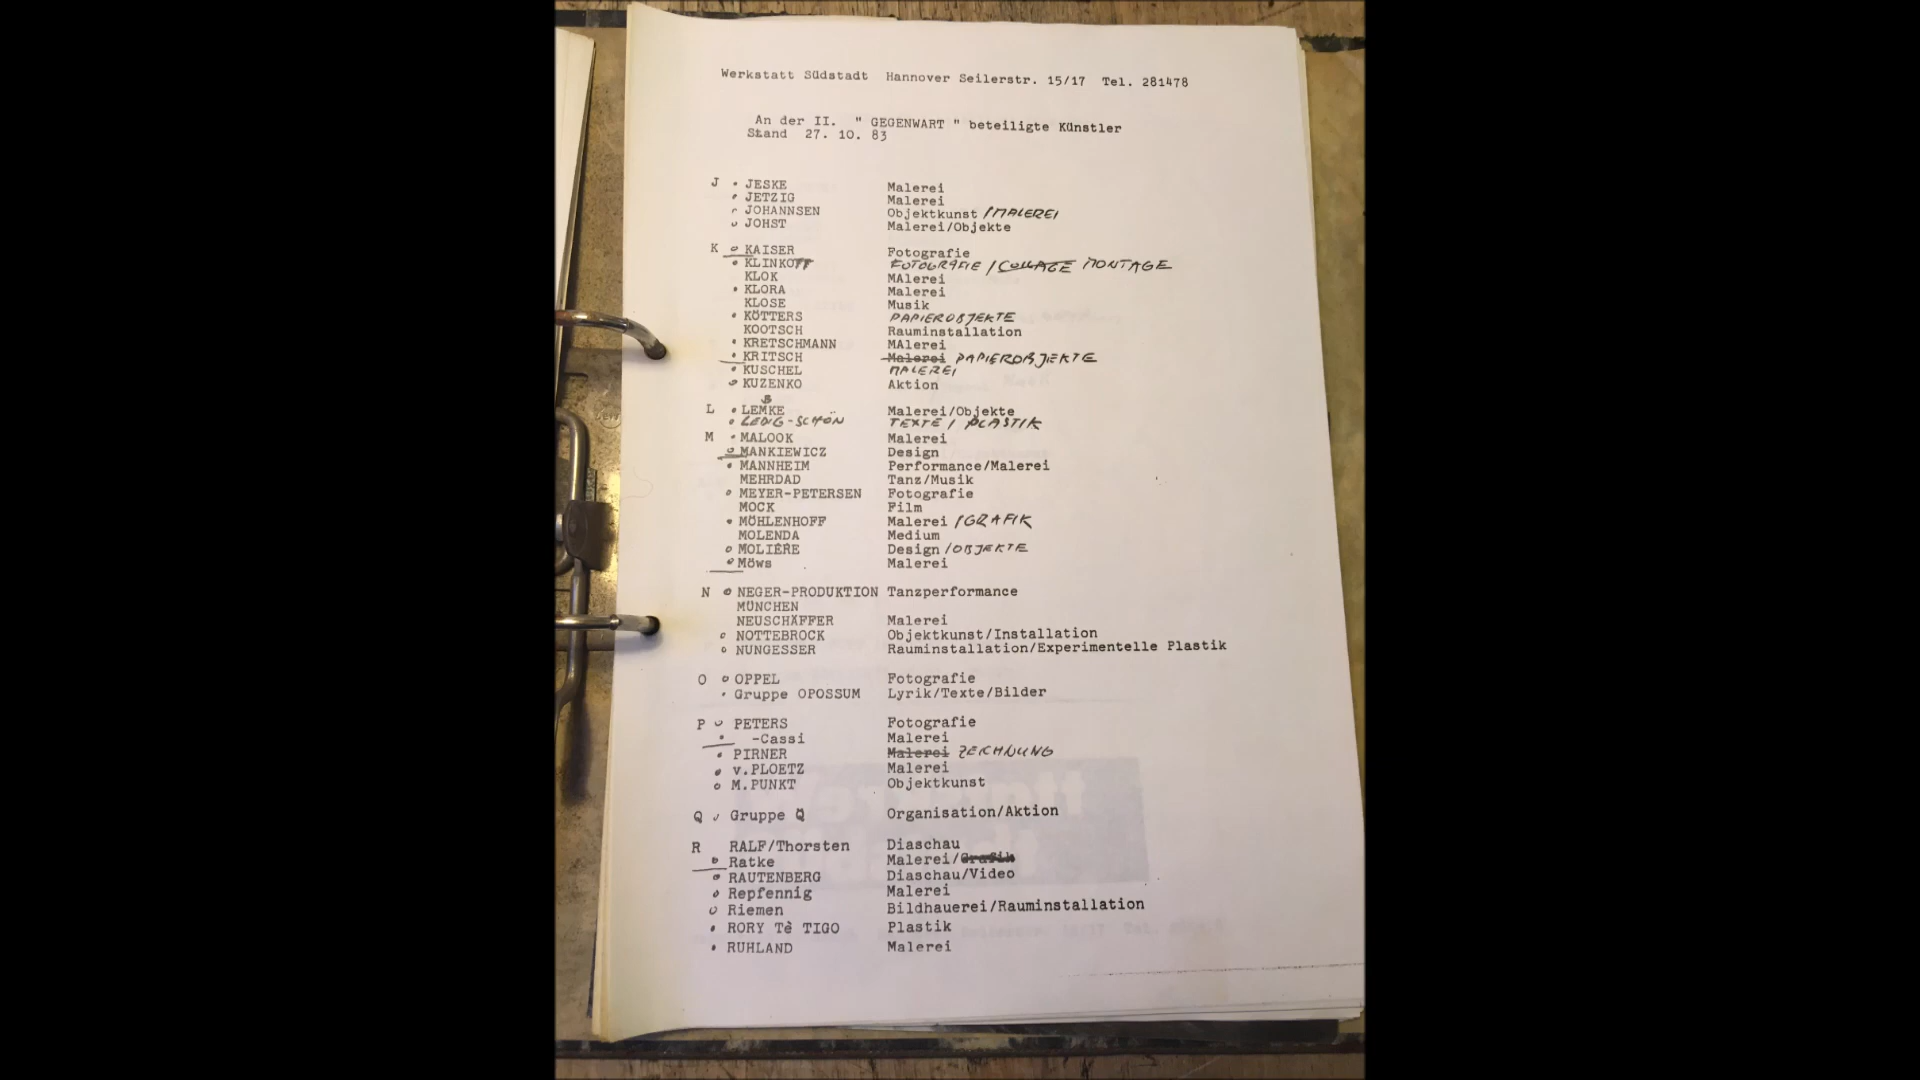 Werkstatt Südstadt Hannover Seilerstr. 15/17 Tel. 281478
An der II. " GEGENWART " beteiligte Künstler
Stand 27. 10. 83
J JESKE Malerei
JETZIG Malerei
JOHANNSEN Objektkunst /MALEREI
JOHST Malerei/Objekte
K KAISER Fotografie
KLINKOFF FOTOGRAFIE / COLLAGE MONTAGE
KLOK MAlerei
KLORA Malerei
KLOSE Musik
KÖTTERS PAPIEROBJEKTE
KOOTSCH Rauminstallation
KRETSCHMANN MAlerei
KRITSCH Malerei PAPIEROBJEKTE
KUSCHEL MALEREI
KUZENKO Aktion
B
L LEMKE Malerei/Objekte
LEDIG-SCHÖN TEXTE / PLASTIK
M MALOOK Malerei
MANKIEWICZ Design
MANNHEIM Performance/Malerei
MEHRDAD Tanz/Musik
MEYER-PETERSEN Fotografie
MOCK Film
MÖHLENHOFF Malerei /GRAFIK
MOLENDA Medium
MOLIÈRE Design /OBJEKTE
Möws Malerei
N NEGER-PRODUKTION Tanzperformance
MÜNCHEN
NEUSCHÄFFER Malerei
NOTTEBROCK Objektkunst/Installation
NUNGESSER Rauminstallation/Experimentelle Plastik
O OPPEL Fotografie
Gruppe OPOSSUM Lyrik/Texte/Bilder
P PETERS Fotografie
-Cassi Malerei
PIRNER Malerei ZEICHNUNG
v.PLOETZ Malerei
M.PUNKT Objektkunst
Q Gruppe Q Organisation/Aktion
R RALF/Thorsten Diaschau
Ratke Malerei/Grafik
RAUTENBERG Diaschau/Video
Repfennig Malerei
Riemen Bildhauerei/Rauminstallation
RORY Tè TIGO Plastik
RUHLAND Malerei